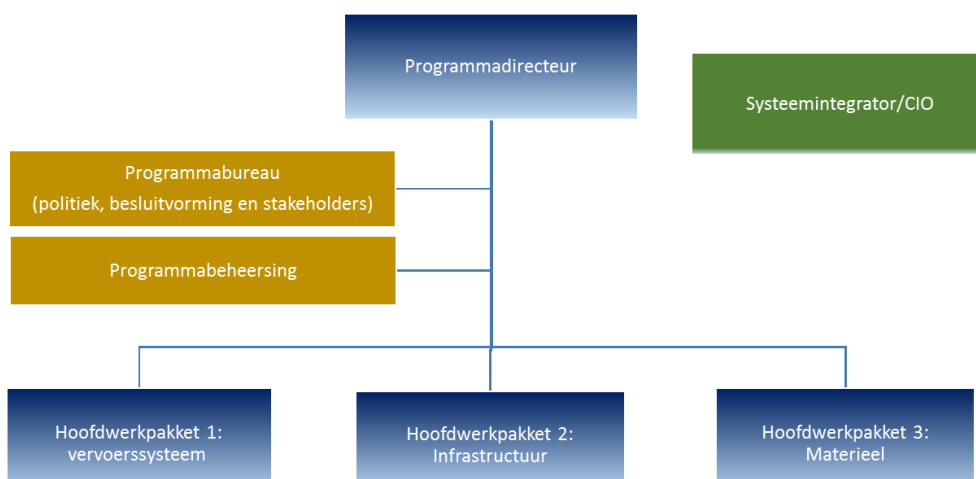 Programmadirecteur
Systeemintegrator/CIO
Programmabureau
(politiek, besluitvorming en stakeholders)
Programmabeheersing
Hoofdwerkpakket 1:
vervoerssysteem
Hoofdwerkpakket 2:
Infrastructuur
Hoofdwerkpakket 3:
Materieel